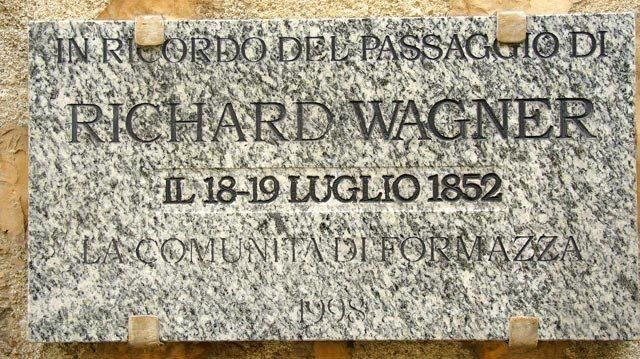 IN RICORDO DEL PASSAGGIO DI
RICHARD WAGNER
IL 18-19 LUGLIO 1852
LA COMUNITÀ DI FORMAZZA
1998